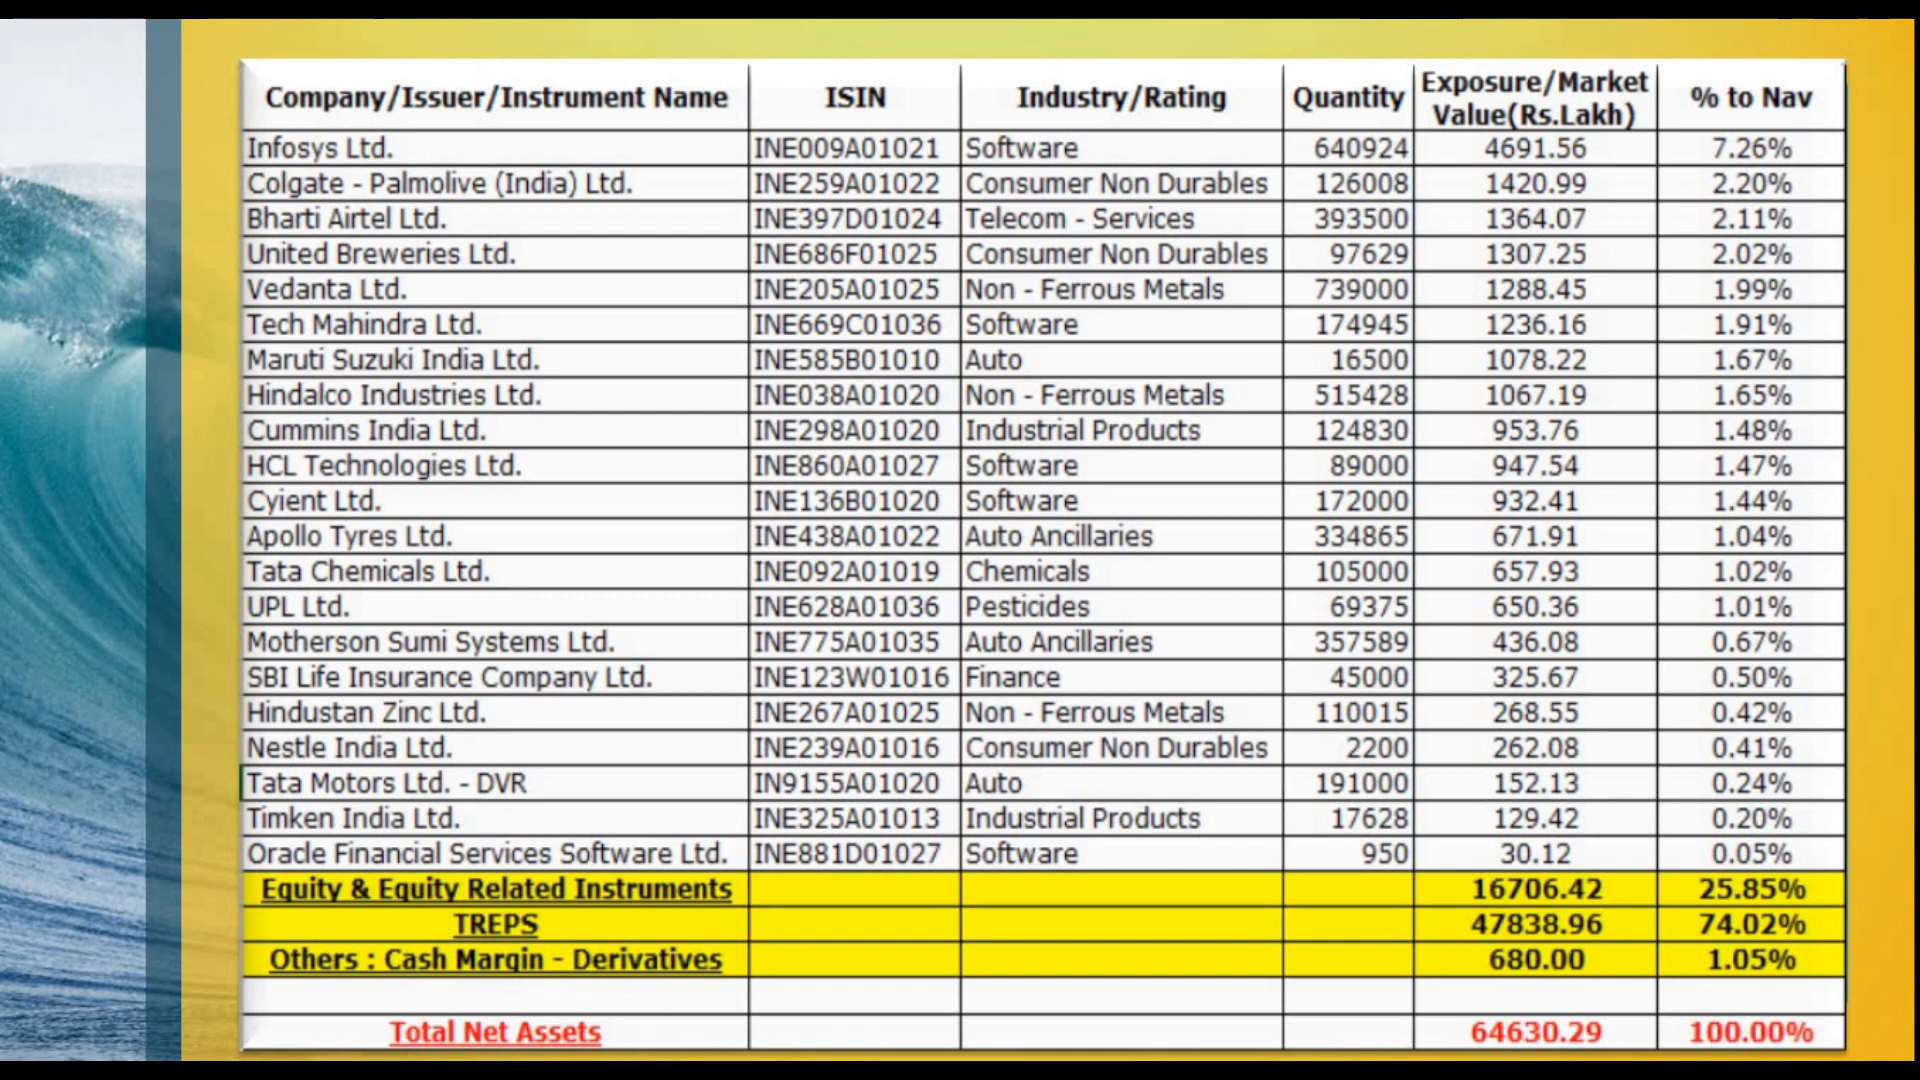 Company/Issuer/Instrument Name ISIN Industry/Rating Quantity Exposure/Market Value(Rs.Lakh) % to Nav
Infosys Ltd. INE009A01021 Software 640924 4691.56 7.26%
Colgate - Palmolive (India) Ltd. INE259A01022 Consumer Non Durables 126008 1420.99 2.20%
Bharti Airtel Ltd. INE397D01024 Telecom - Services 393500 1364.07 2.11%
United Breweries Ltd. INE686F01025 Consumer Non Durables 97629 1307.25 2.02%
Vedanta Ltd. INE205A01025 Non - Ferrous Metals 739000 1288.45 1.99%
Tech Mahindra Ltd. INE669C01036 Software 174945 1236.16 1.91%
Maruti Suzuki India Ltd. INE585B01010 Auto 16500 1078.22 1.67%
Hindalco Industries Ltd. INE038A01020 Non - Ferrous Metals 515428 1067.19 1.65%
Cummins India Ltd. INE298A01020 Industrial Products 124830 953.76 1.48%
HCL Technologies Ltd. INE860A01027 Software 89000 947.54 1.47%
Cyient Ltd. INE136B01020 Software 172000 932.41 1.44%
Apollo Tyres Ltd. INE438A01022 Auto Ancillaries 334865 671.91 1.04%
Tata Chemicals Ltd. INE092A01019 Chemicals 105000 657.93 1.02%
UPL Ltd. INE628A01036 Pesticides 69375 650.36 1.01%
Motherson Sumi Systems Ltd. INE775A01035 Auto Ancillaries 357589 436.08 0.67%
SBI Life Insurance Company Ltd. INE123W01016 Finance 45000 325.67 0.50%
Hindustan Zinc Ltd. INE267A01025 Non - Ferrous Metals 110015 268.55 0.42%
Nestle India Ltd. INE239A01016 Consumer Non Durables 2200 262.08 0.41%
Tata Motors Ltd. - DVR IN9155A01020 Auto 191000 152.13 0.24%
Timken India Ltd. INE325A01013 Industrial Products 17628 129.42 0.20%
Oracle Financial Services Software Ltd. INE881D01027 Software 950 30.12 0.05%
Equity & Equity Related Instruments 16706.42 25.85%
TREPS 47838.96 74.02%
Others : Cash Margin - Derivatives 680.00 1.05%
Total Net Assets 64630.29 100.00%